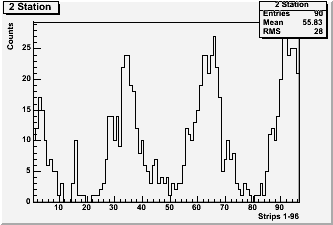 2 Station
2 Station
Entries 90
Mean 55.83
RMS 28
Counts
25
20
15
10
5
0
10 20 30 40 50 60 70 80 90
Strips 1-96